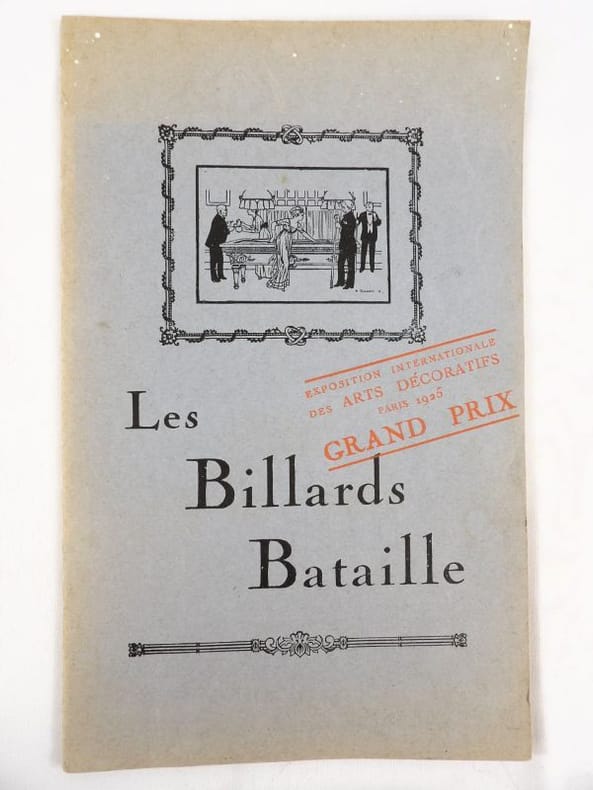 EXPOSITION INTERNATIONALE
DES ARTS DÉCORATIFS
PARIS 1925
GRAND PRIX
Les
Billards
Bataille